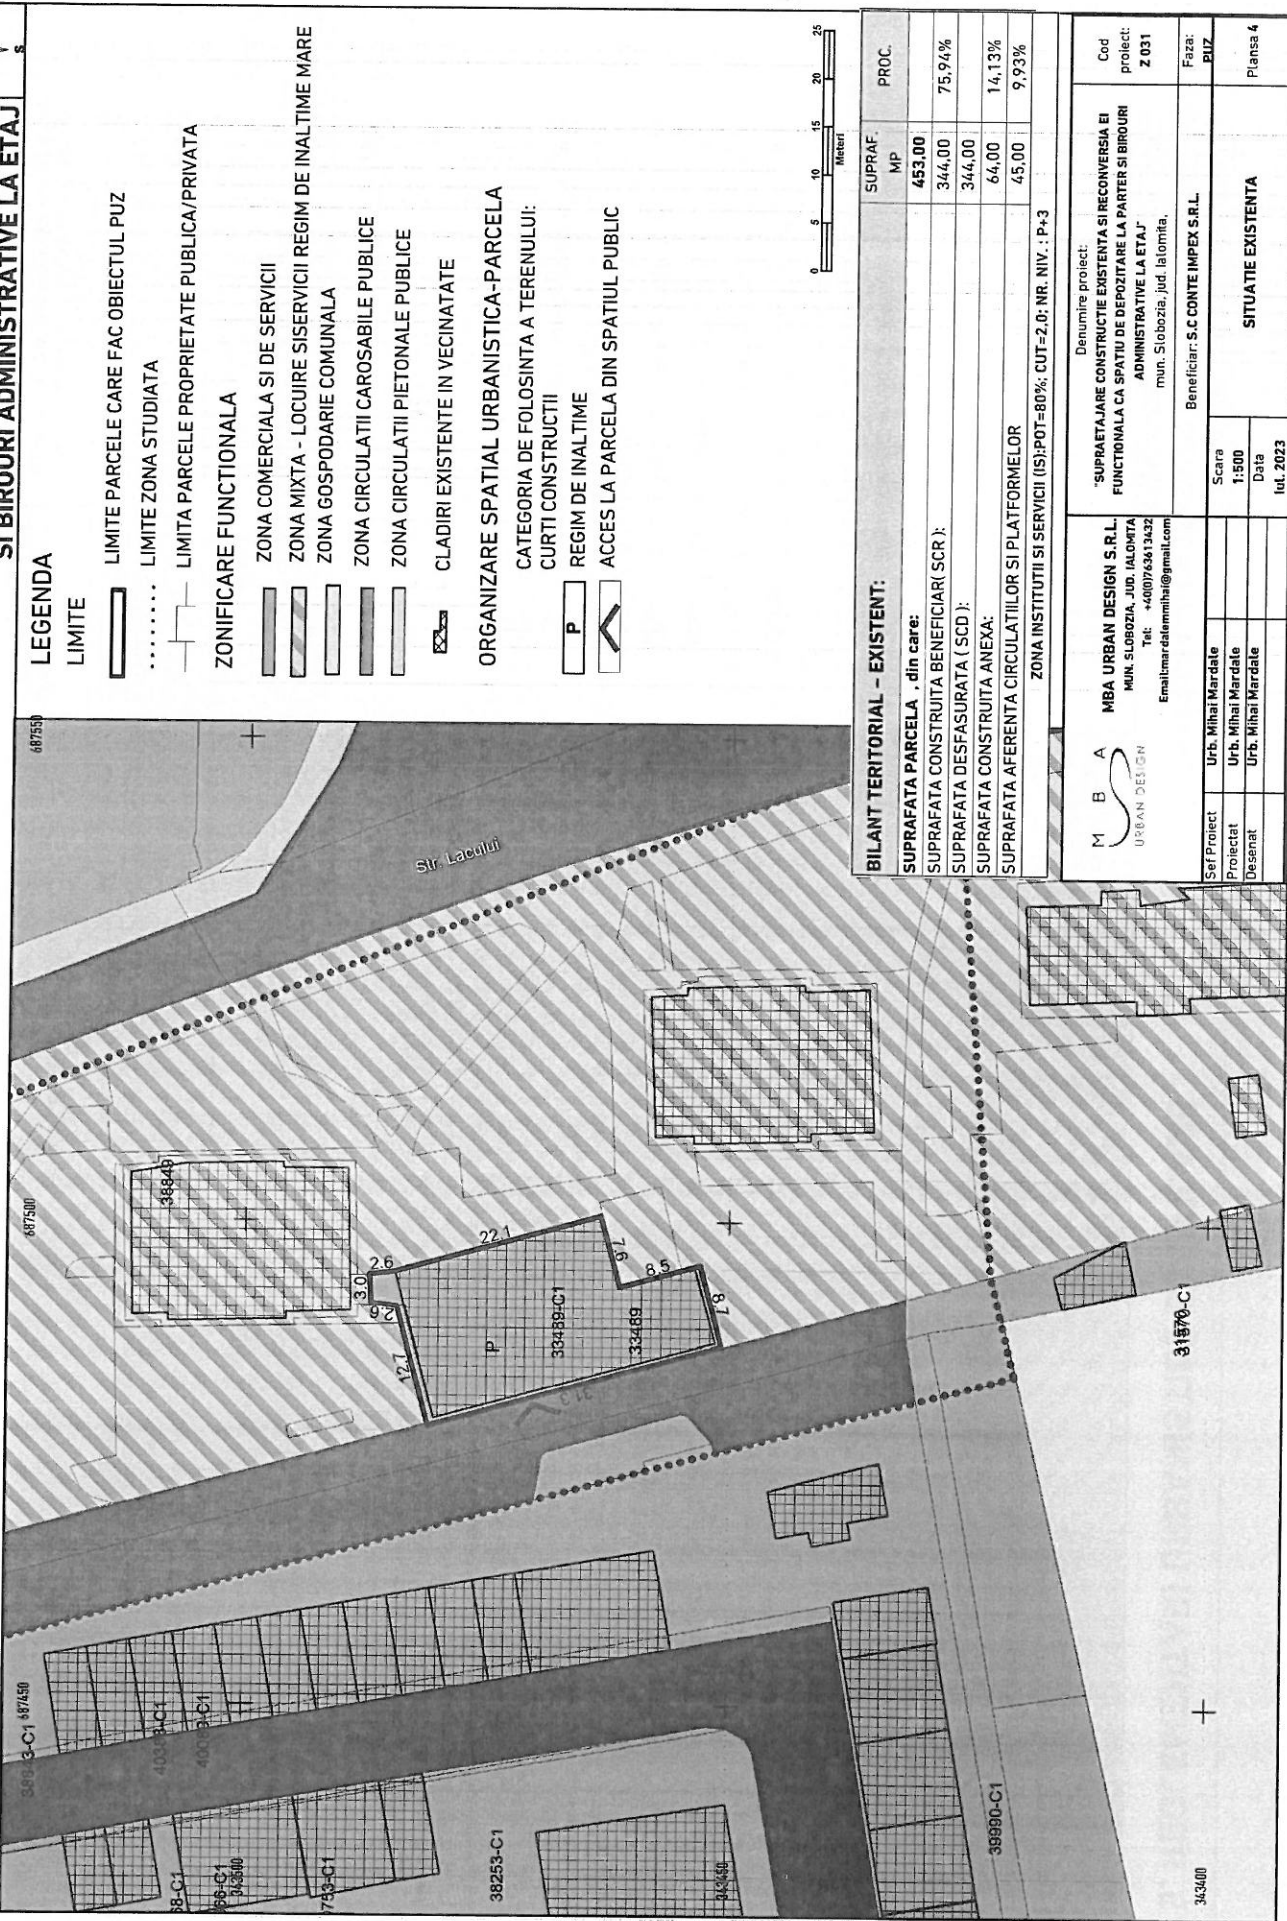 SI BIROURI ADMINISTRATIVE LA ETAJ
LEGENDA
LIMITE
LIMITE PARCELE CARE FAC OBIECTUL PUZ
LIMITE ZONA STUDIATA
LIMITA PARCELE PROPRIETATE PUBLICA/PRIVATA
ZONIFICARE FUNCTIONALA
ZONA COMERCIALA SI DE SERVICII
ZONA MIXTA - LOCUIRE SISERVICII REGIM DE INALTIME MARE
ZONA GOSPODARIE COMUNALA
ZONA CIRCULATII CAROSABILE PUBLICE
ZONA CIRCULATII PIETONALE PUBLICE
CLADIRI EXISTENTE IN VECINATATE
ORGANIZARE SPATIAL URBANISTICA-PARCELA
CATEGORIA DE FOLOSINTA A TERENULUI:
CURTI CONSTRUCTII
P REGIM DE INALTIME
ACCES LA PARCELA DIN SPATIUL PUBLIC
0 5 10 15 20 25
Meteri
687550
687500
687450
Str. Lacului
38849
3.0
2.6
2.6
22.1
12.7
P
33489-C1
33489
7.6
8.5
8.7
31.3
31570-C1
38253-C1
39990-C1
343500
343450
343400
BILANT TERITORIAL - EXISTENT: SUPRAF. MP PROC.
SUPRAFATA PARCELA , din care: 453,00
SUPRAFATA CONSTRUITA BENEFICIAR( SCR ): 344,00 75,94%
SUPRAFATA DESFASURATA ( SCD ): 344,00
SUPRAFATA CONSTRUITA ANEXA: 64,00 14,13%
SUPRAFATA AFERENTA CIRCULATIILOR SI PLATFORMELOR 45,00 9,93%
ZONA INSTITUTII SI SERVICII (IS):POT=80%; CUT=2,0; NR. NIV. : P+3
M B A
URBAN DESIGN
MBA URBAN DESIGN S.R.L.
MUN. SLOBOZIA, JUD. IALOMITA
Tel: +40(0)763613432
Email:mardalemmihai@gmail.com
Denumire proiect:
"SUPRAETAJARE CONSTRUCTIE EXISTENTA SI RECONVERSIA EI
FUNCTIONALA CA SPATIU DE DEPOZITARE LA PARTER SI BIROURI
ADMINISTRATIVE LA ETAJ"
mun. Slobozia, jud. Ialomita,
Beneficiar: S.C CONTE IMPEX S.R.L.
Cod
proiect:
Z 031
Faza:
PUZ
Sef Proiect Urb. Mihai Mardale
Proiectat Urb. Mihai Mardale
Desenat Urb. Mihai Mardale
Scara
1:500
Data
Iul. 2023
SITUATIE EXISTENTA
Plansa 4